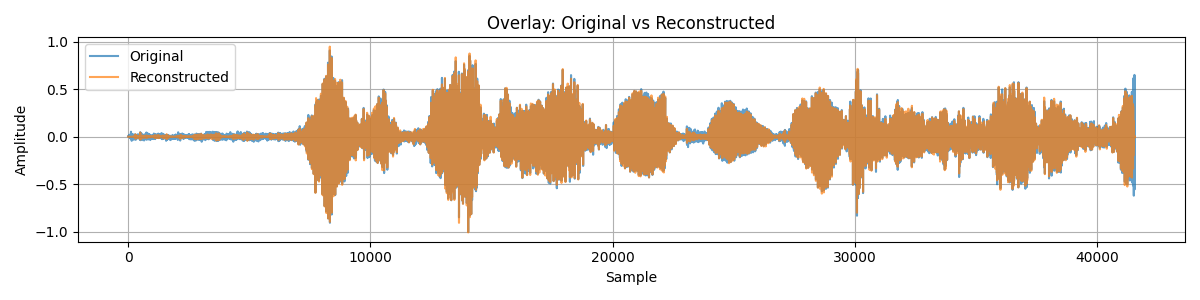 Overlay: Original vs Reconstructed
Original
Reconstructed
Amplitude
1.0
0.5
0.0
−0.5
−1.0
0 10000 20000 30000 40000
Sample